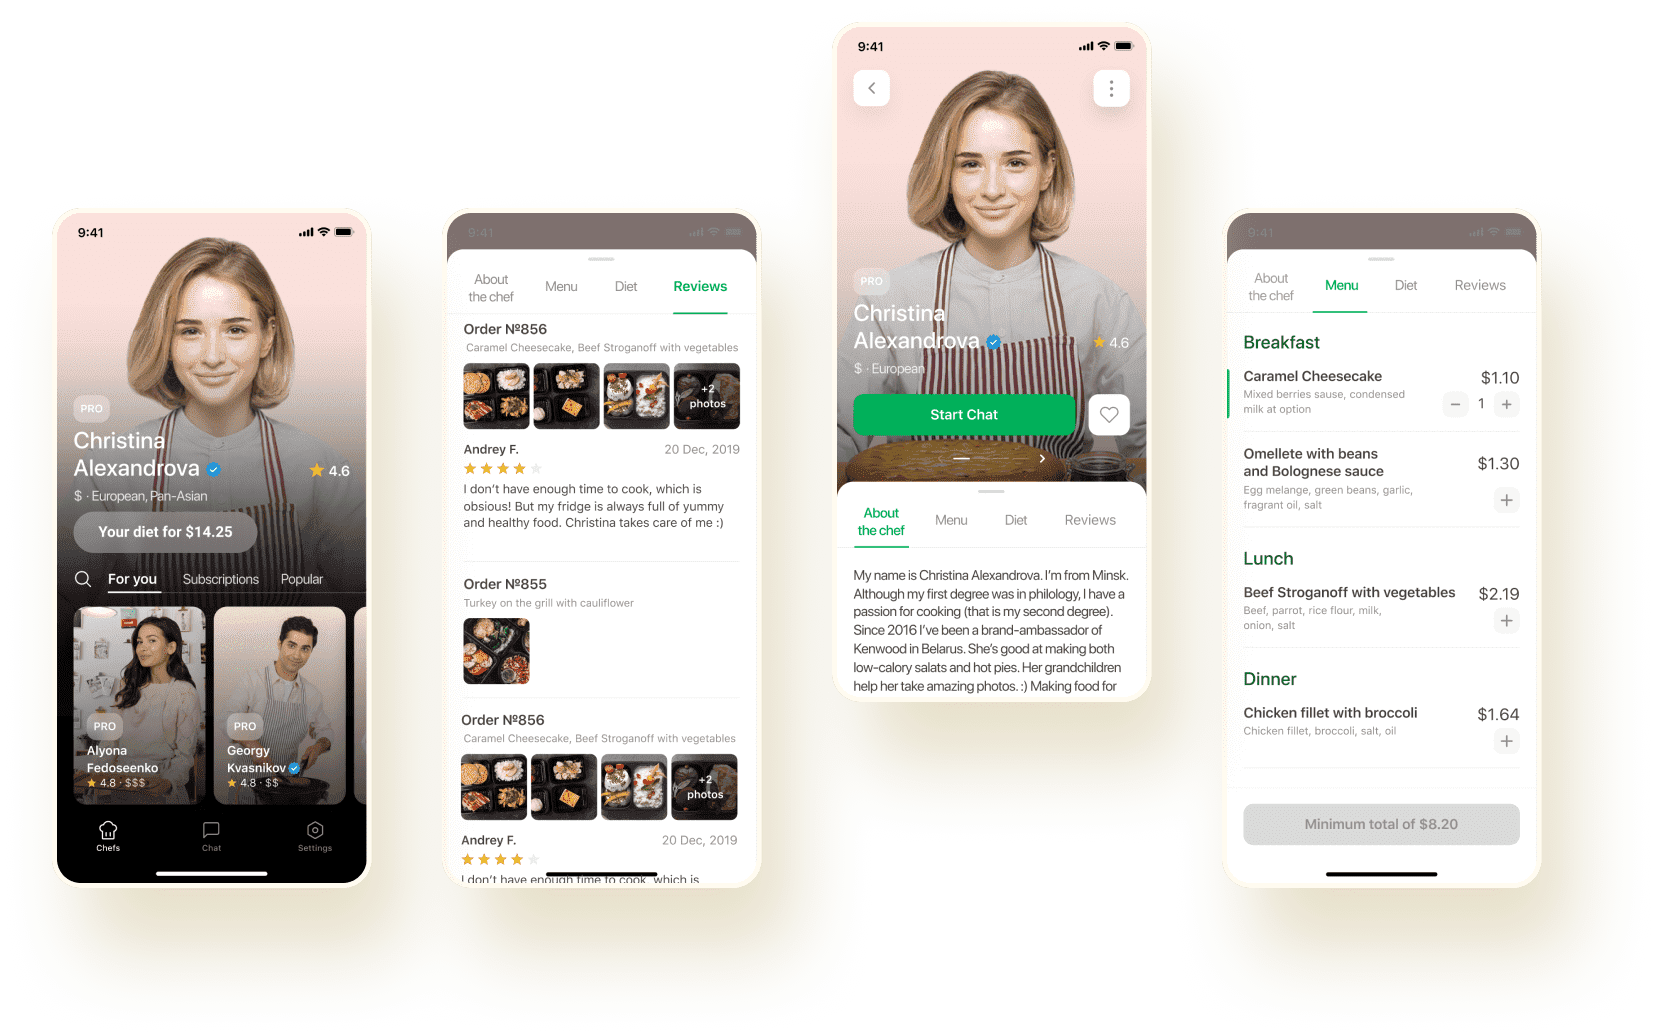 9:41
PRO
Christina
Alexandrova
4.6
$ · European, Pan-Asian
Your diet for $14.25
For you Subscriptions Popular
PRO
Alyona
Fedoseenko
4.8 · $$$
PRO
Georgy
Kvasnikov
4.8 · $$
Chefs Chat Settings
9:41
About
the chef
Menu Diet Reviews
Order №856
Caramel Cheesecake, Beef Stroganoff with vegetables
+2
photos
Andrey F. 20 Dec, 2019
I don't have enough time to cook, which is
obsious! But my fridge is always full of yummy
and healthy food. Christina takes care of me :)
Order №855
Turkey on the grill with cauliflower
Order №856
Caramel Cheesecake, Beef Stroganoff with vegetables
+2
photos
Andrey F. 20 Dec, 2019
I don't have enough time to cook, which is
9:41
PRO
Christina
Alexandrova
4.6
$ · European
Start Chat
About
the chef
Menu Diet Reviews
My name is Christina Alexandrova. I'm from Minsk.
Although my first degree was in philology, I have a
passion for cooking (that is my second degree).
Since 2016 I've been a brand-ambassador of
Kenwood in Belarus. She's good at making both
low-calory salats and hot pies. Her grandchildren
help her take amazing photos. :) Making food for
9:41
About
the chef
Menu Diet Reviews
Breakfast
Caramel Cheesecake $1.10
Mixed berries sause, condensed
milk at option
− 1 +
Omellete with beans
and Bolognese sauce
$1.30
Egg melange, green beans, garlic,
fragrant oil, salt
+
Lunch
Beef Stroganoff with vegetables $2.19
Beef, parrot, rice flour, milk,
onion, salt
+
Dinner
Chicken fillet with broccoli $1.64
Chicken fillet, broccoli, salt, oil
+
Minimum total of $8.20